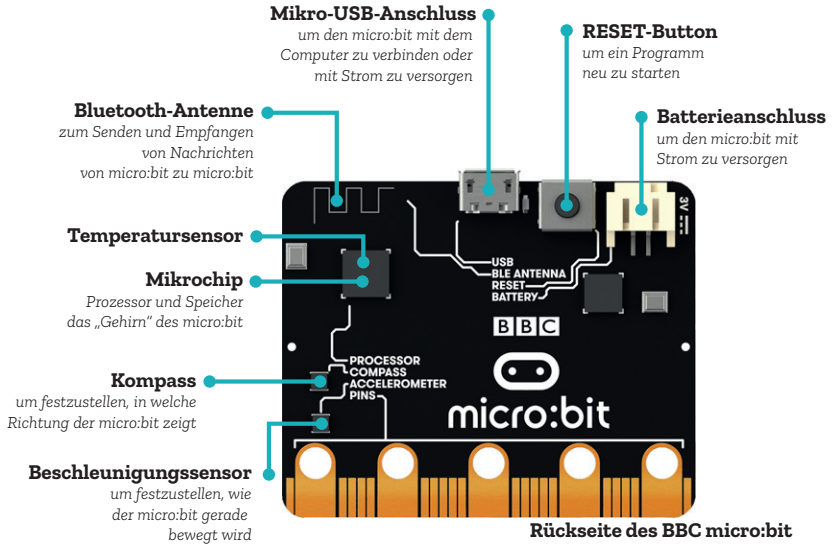 Mikro-USB-Anschluss
um den micro:bit mit dem
Computer zu verbinden oder
mit Strom zu versorgen
RESET-Button
um ein Programm
neu zu starten
Bluetooth-Antenne
zum Senden und Empfangen
von Nachrichten
von micro:bit zu micro:bit
Batterieanschluss
um den micro:bit mit
Strom zu versorgen
Temperatursensor
Mikrochip
Prozessor und Speicher
das „Gehirn“ des micro:bit
Kompass
um festzustellen, in welche
Richtung der micro:bit zeigt
Beschleunigungssensor
um festzustellen, wie
der micro:bit gerade
bewegt wird
3V
USB
BLE ANTENNA
RESET
BATTERY
BBC
PROCESSOR
COMPASS
ACCELEROMETER
PINS
micro:bit
Rückseite des BBC micro:bit